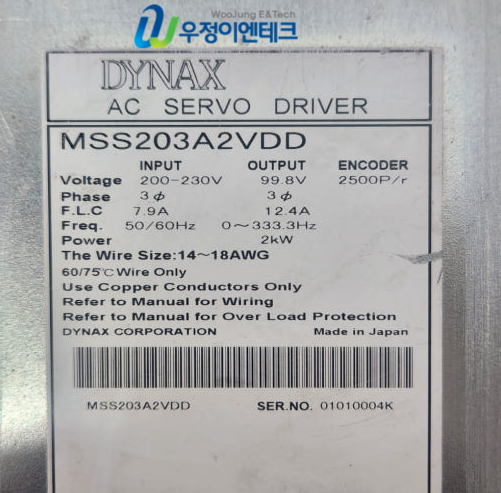 WooJung E&Tech
우정이엔테크
DYNAX
AC SERVO DRIVER
MSS203A2VDD
INPUT OUTPUT ENCODER
Voltage 200-230V 99.8V 2500P/r
Phase 3ϕ 3ϕ
F.L.C 7.9A 12.4A
Freq. 50/60Hz 0~333.3Hz
Power 2kW
The Wire Size:14~18AWG
60/75℃ Wire Only
Use Copper Conductors Only
Refer to Manual for Wiring
Refer to Manual for Over Load Protection
DYNAX CORPORATION Made in Japan
MSS203A2VDD SER.NO. 01010004K